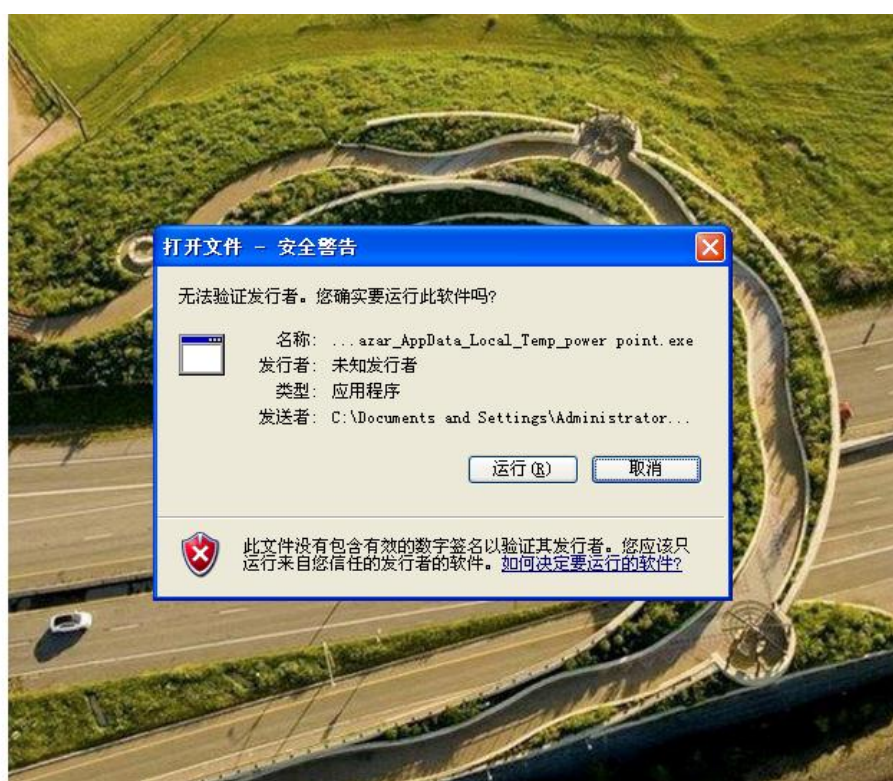 打开文件 - 安全警告
无法验证发行者。您确实要运行此软件吗?
名称: ...azar_AppData_Local_Temp_power point.exe
发行者: 未知发行者
类型: 应用程序
发送者: C:\Documents and Settings\Administrator...
运行(R) 取消
此文件没有包含有效的数字签名以验证其发行者。您应该只
运行来自您信任的发行者的软件。如何决定要运行的软件?